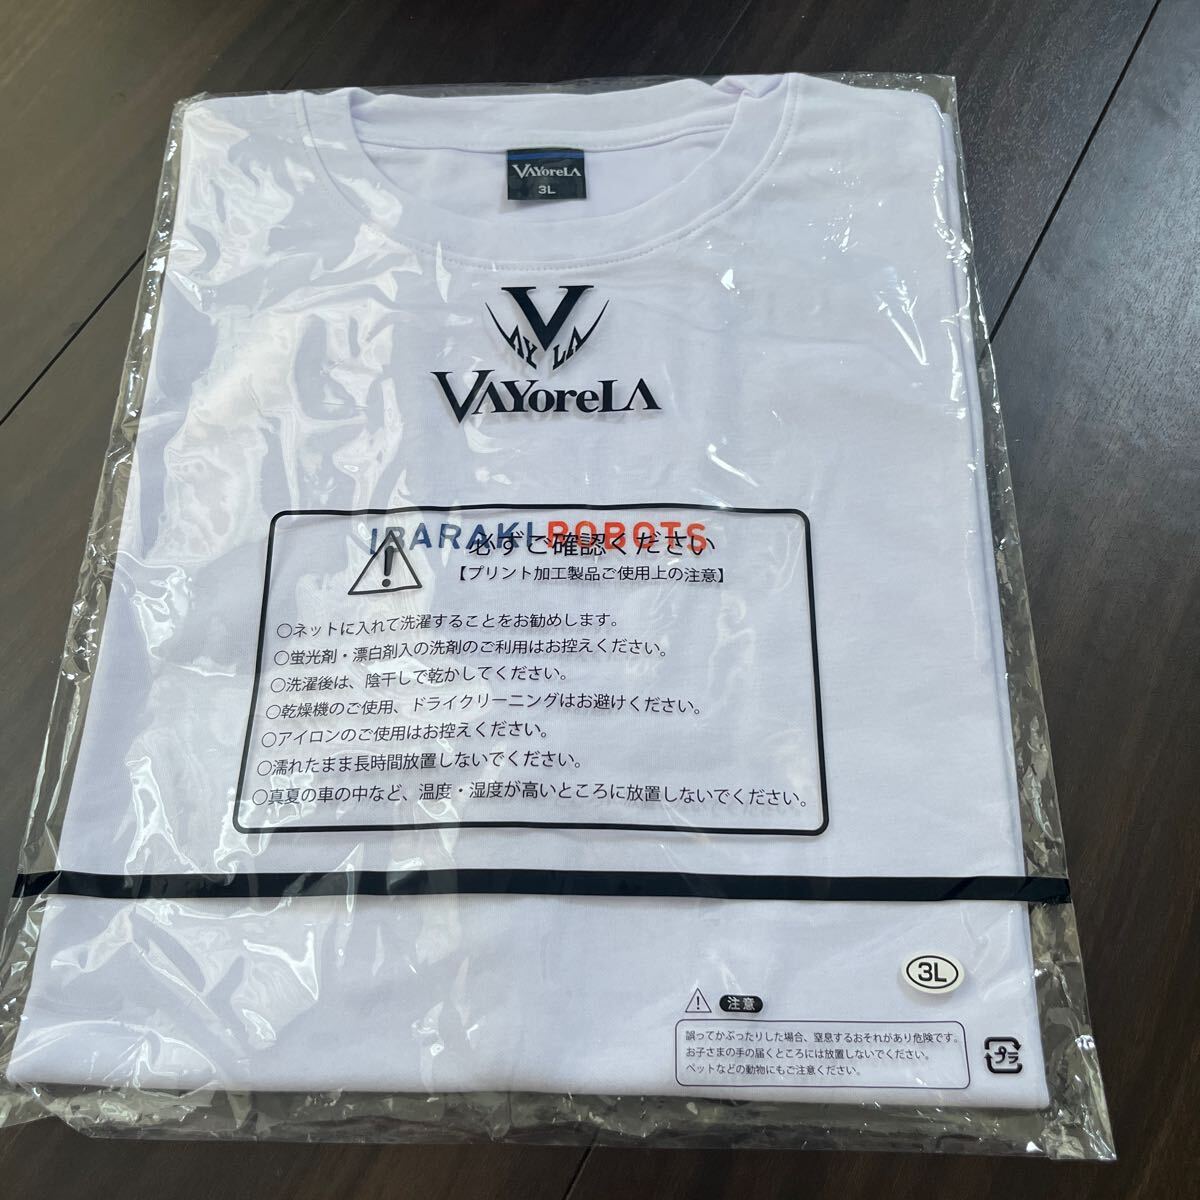 VAYoreLA
3L
V
AY LA
VAYoreLA
IBARAKI ROBOTS
必ずご確認ください
【プリント加工製品ご使用上の注意】
○ネットに入れて洗濯することをお勧めします。
○蛍光剤・漂白剤入の洗剤のご利用はお控えください。
○洗濯後は、陰干しで乾かしてください。
○乾燥機のご使用、ドライクリーニングはお避けください。
○アイロンのご使用はお控えください。
○濡れたまま長時間放置しないでください。
○真夏の車の中など、温度・湿度が高いところに放置しないでください。
3L
注意
誤ってかぶったりした場合、窒息するおそれがあり危険です。
お子さまの手の届くところには放置しないでください。
ペットなどの動物にもご注意ください。
プラ